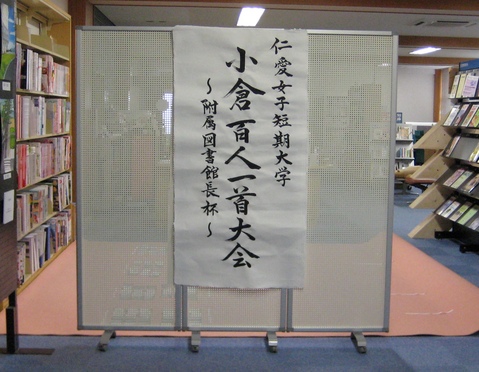 仁愛女子短期大学
小倉百人一首大会
～附属図書館長杯～